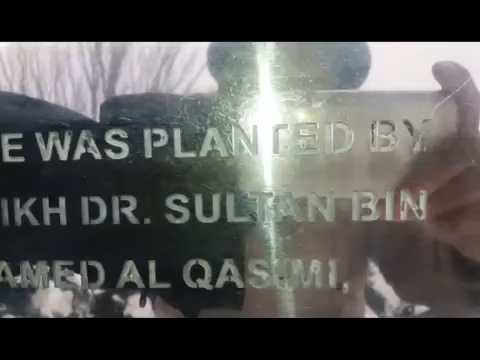 E WAS PLANTED BY
IKH DR. SULTAN BIN
AMED AL QASIMI,